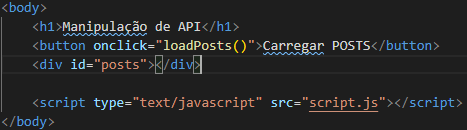 <body>
<h1>Manipulação de API</h1>
<button onclick="loadPosts()">Carregar POSTS</button>
<div id="posts"></div>
<script type="text/javascript" src="script.js"></script>
</body>